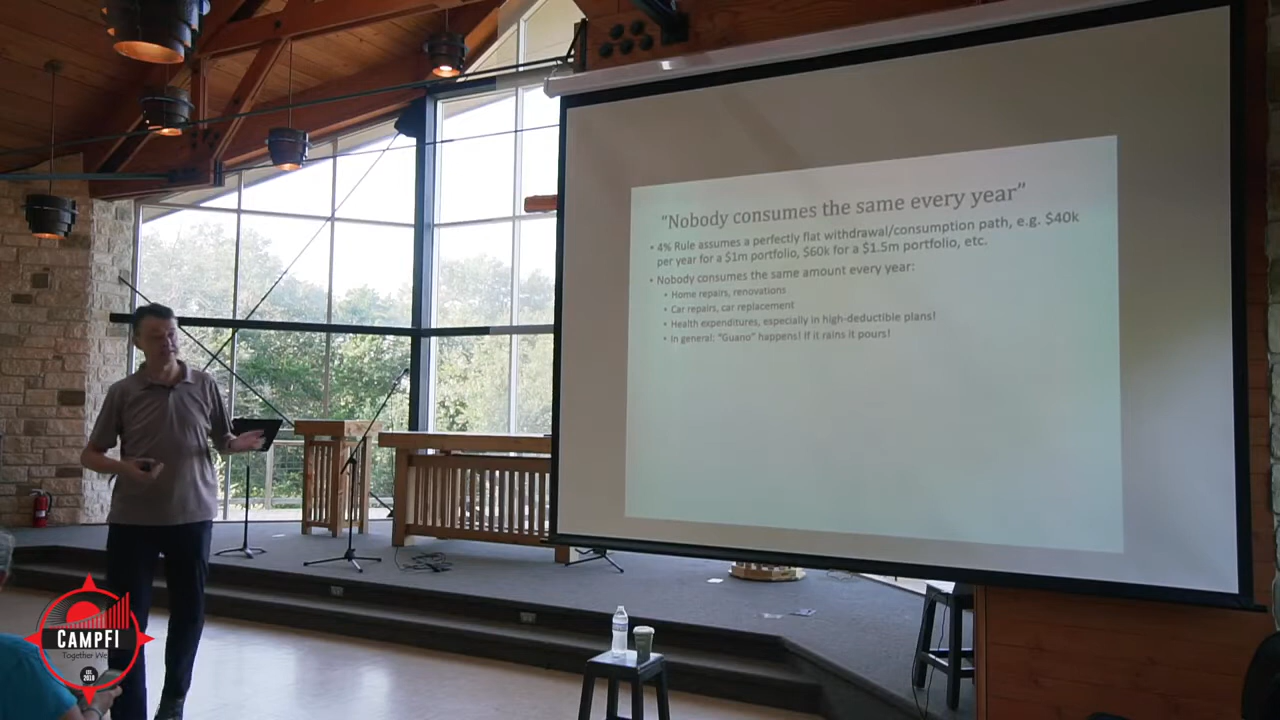 "Nobody consumes the same every year"
• 4% Rule assumes a perfectly flat withdrawal/consumption path, e.g. $40k
per year for a $1m portfolio, $60k for a $1.5m portfolio, etc.
• Nobody consumes the same amount every year:
• Home repairs, renovations
• Car repairs, car replacement
• Health expenditures, especially in high-deductible plans!
• In general: "Guano" happens! If it rains it pours!
CAMPFI
Together We